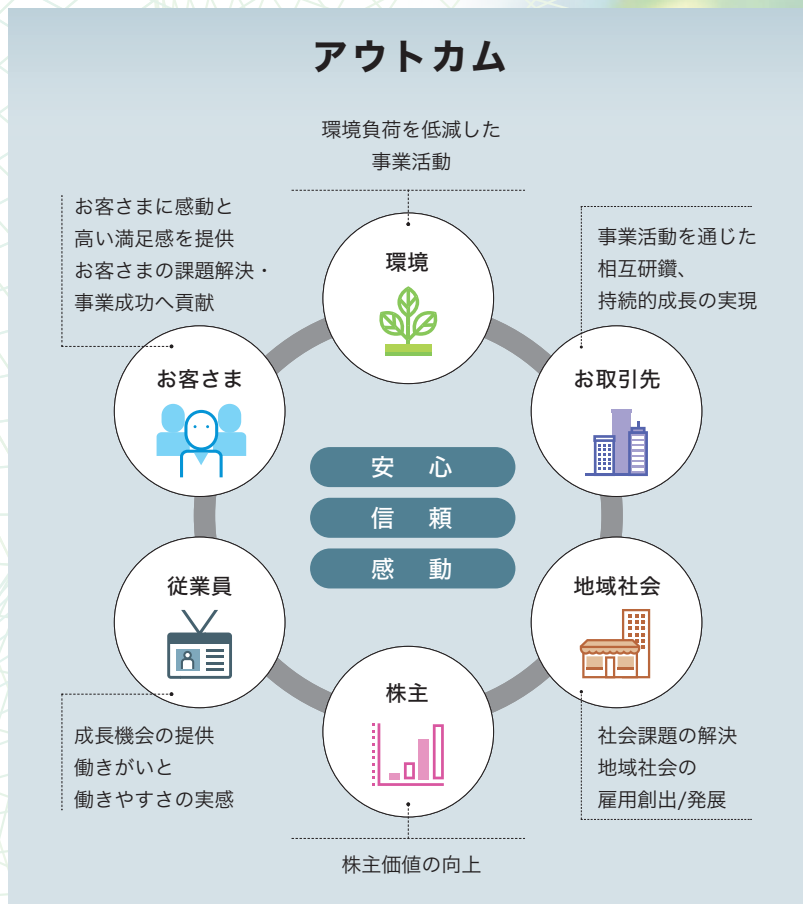 アウトカム
環境負荷を低減した
事業活動
お客さまに感動と
高い満足感を提供
お客さまの課題解決・
事業成功へ貢献
事業活動を通じた
相互研鑽、
持続的成長の実現
環境
お客さま
お取引先
安 心
信 頼
感 動
従業員
地域社会
株主
成長機会の提供
働きがいと
働きやすさの実感
社会課題の解決
地域社会の
雇用創出/発展
株主価値の向上